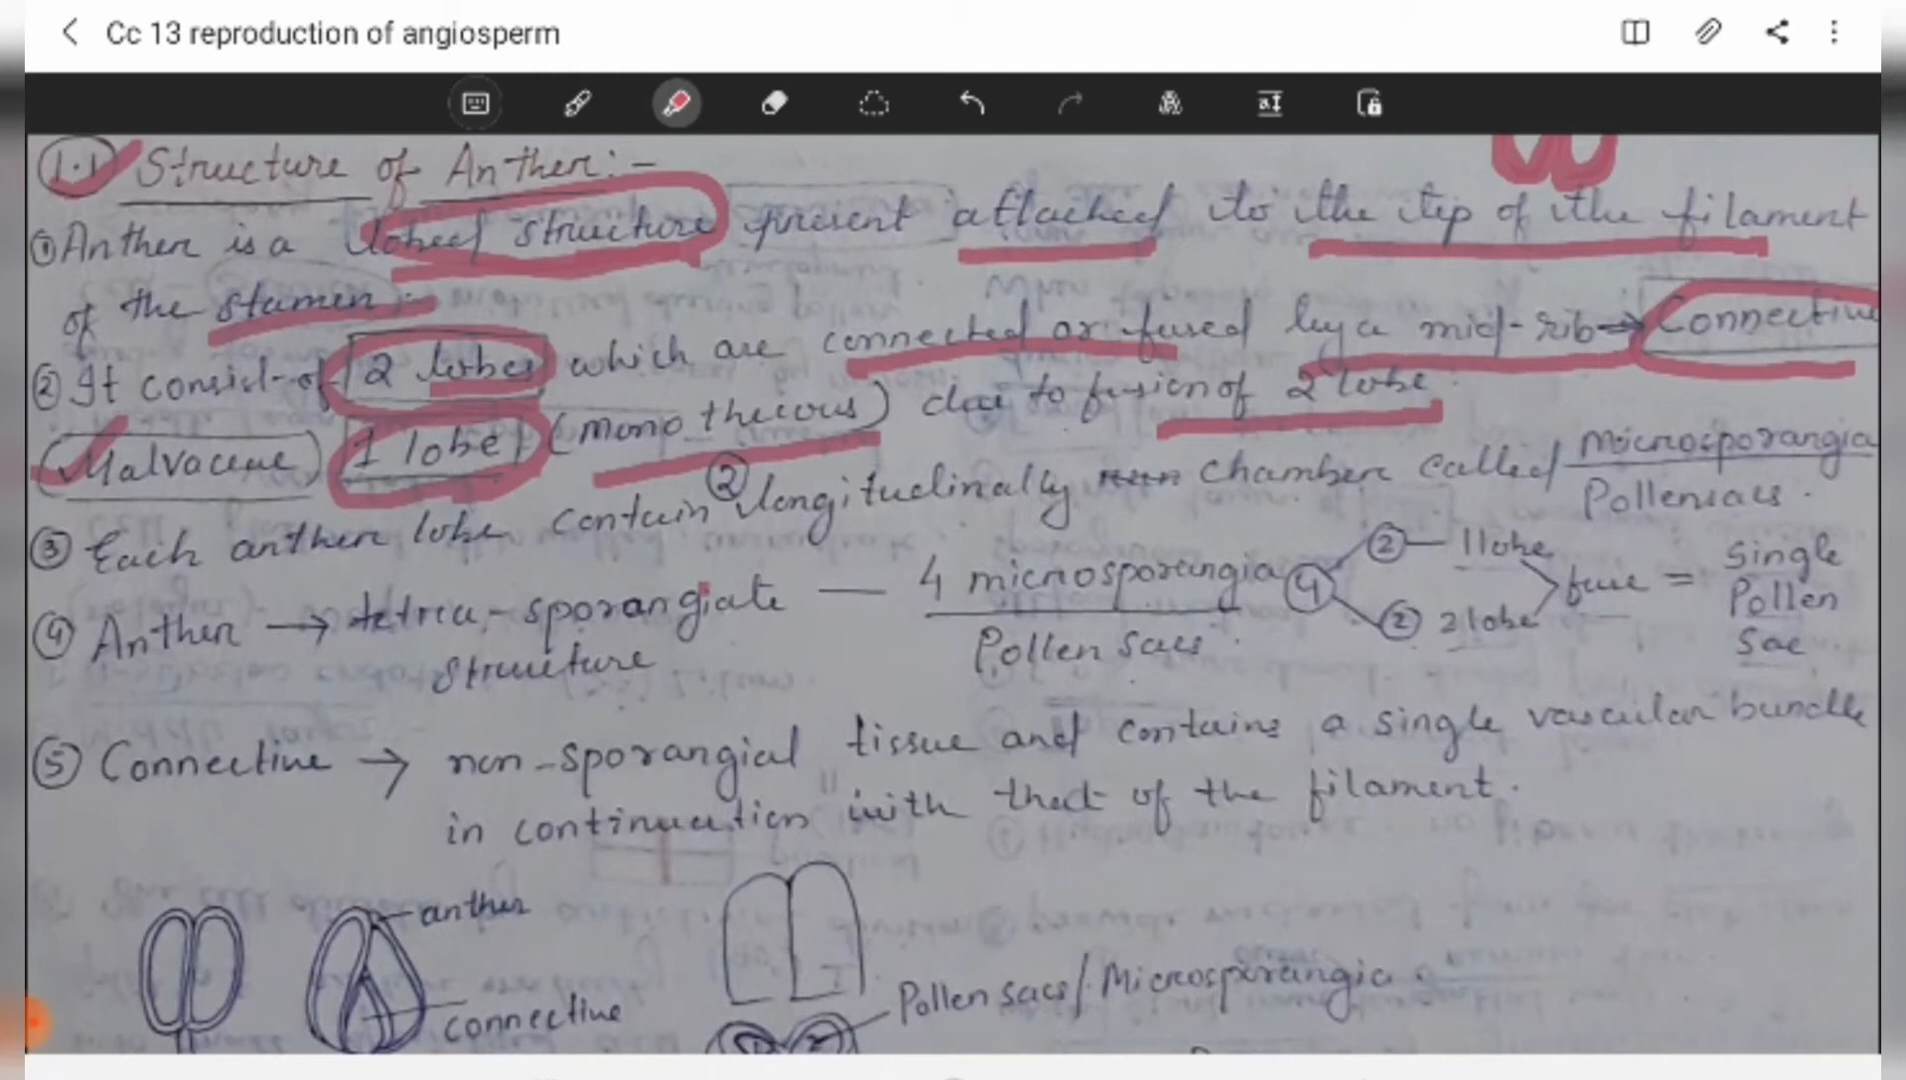 Cc 13 reproduction of angiosperm
1.1 Structure of Anther:-
① Anther is a lobed structure present attached to the tip of the filament
of the stamen.
② It consist of 2 lobes which are connected or fused by a mid-rib → Connective
(Malvaceae) 1 lobe (mono thecous) due to fusion of 2 lobe.
③ Each anther lobe contain ② longitudinally chamber called microsporangia
Pollensacs.
④ Anther → tetra-sporangiate — 4 microsporangia ④ ② — 1 lobe
② 2 lobe fuse = Single
Pollen
Sac
structure Pollen sacs.
⑤ Connective → non-sporangial tissue and contains a single vascular bundle
in continuation with that of the filament.
anther
connective
Pollen sacs/Microsporangia